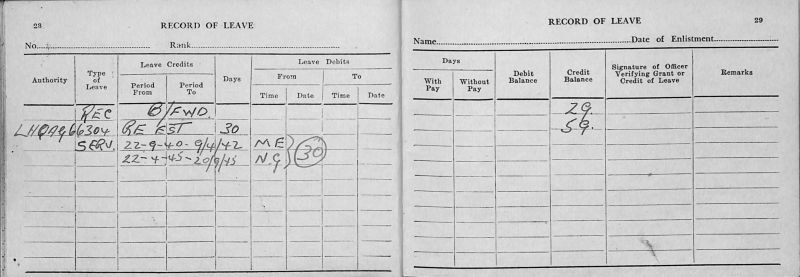 28
RECORD OF LEAVE
No. Rank
Authority
Type of Leave
Leave Credits
Period From
Period To
Days
Leave Debits
From
To
Time
Date
Time
Date
REC B/FWD.
LHQ AG 66304 RE EST 30
SERV. 22-9-40 - 9/4/42 ME
22-4-45-20/9/45 N.G 30
RECORD OF LEAVE
29
Name Date of Enlistment
Days
With Pay
Without Pay
Debit Balance
Credit Balance
Signature of Officer Verifying Grant or Credit of Leave
Remarks
29.
59.